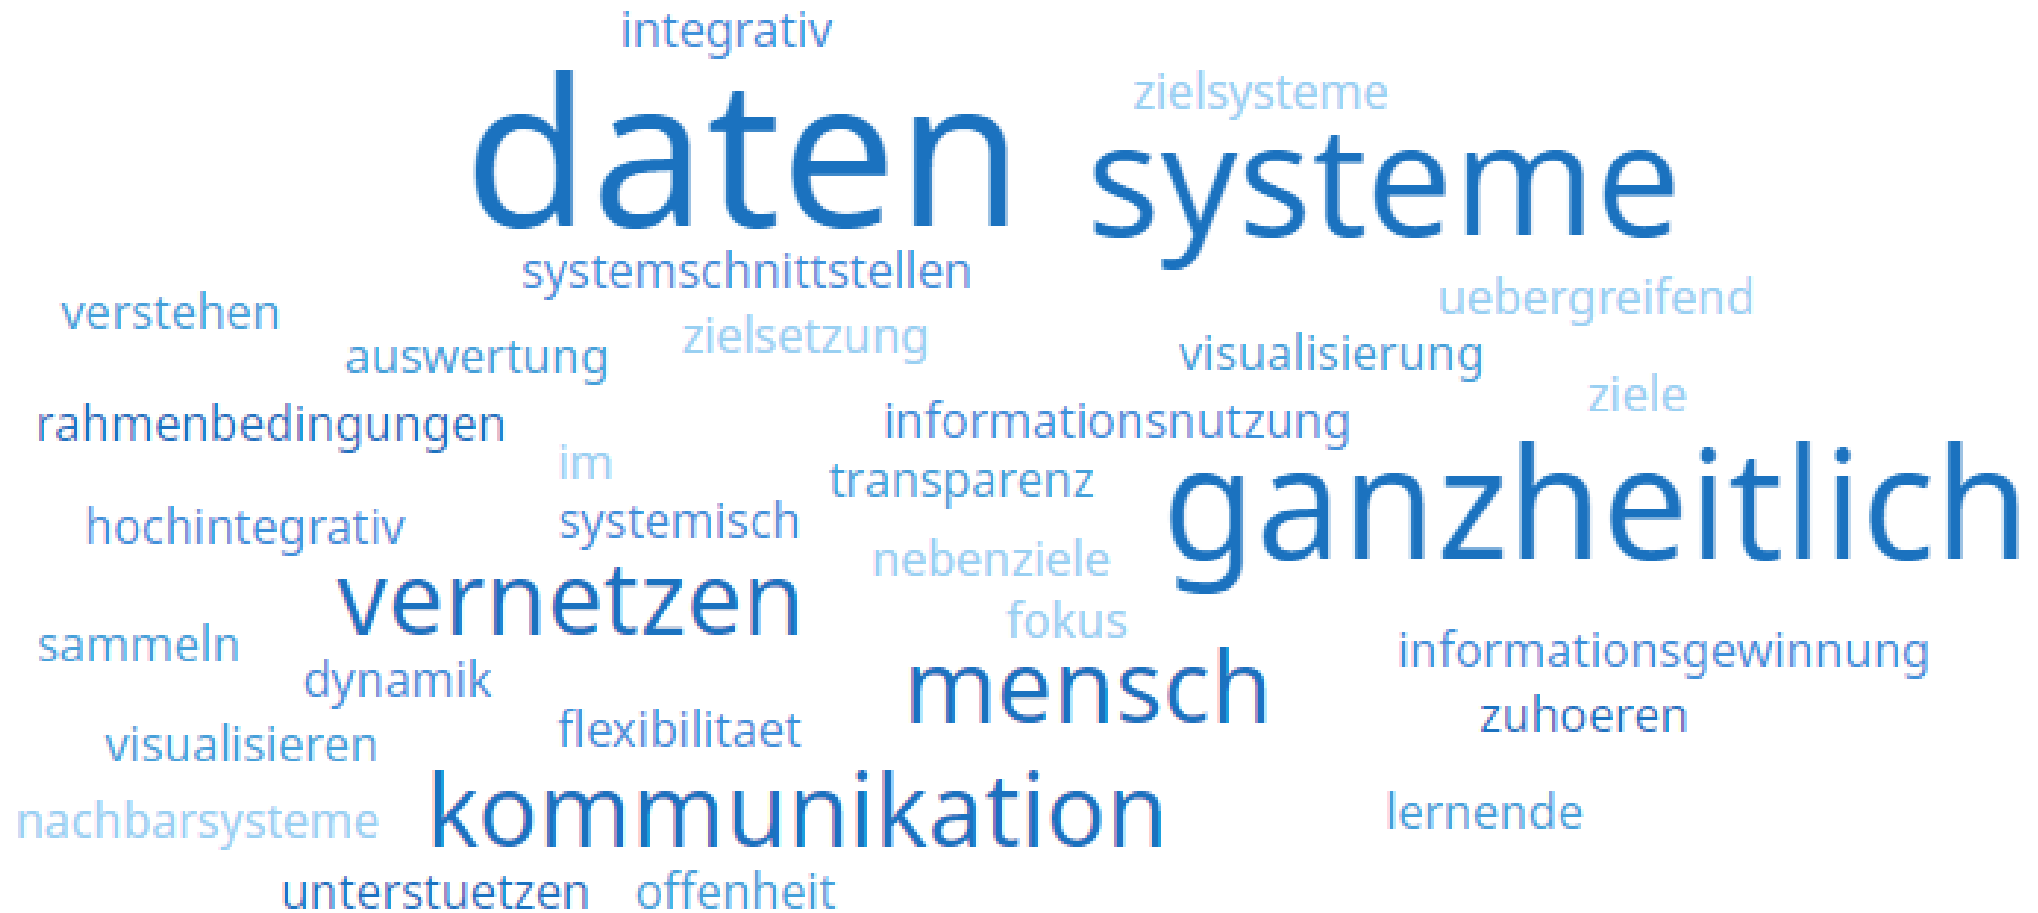 integrativ
zielsysteme
daten
systeme
systemschnittstellen
uebergreifend
verstehen
zielsetzung
auswertung
visualisierung
ziele
rahmenbedingungen
informationsnutzung
im
transparenz
ganzheitlich
hochintegrativ
systemisch
nebenziele
vernetzen
fokus
sammeln
informationsgewinnung
dynamik
mensch
zuhoeren
visualisieren
flexibilitaet
nachbarsysteme
kommunikation
lernende
unterstuetzen
offenheit